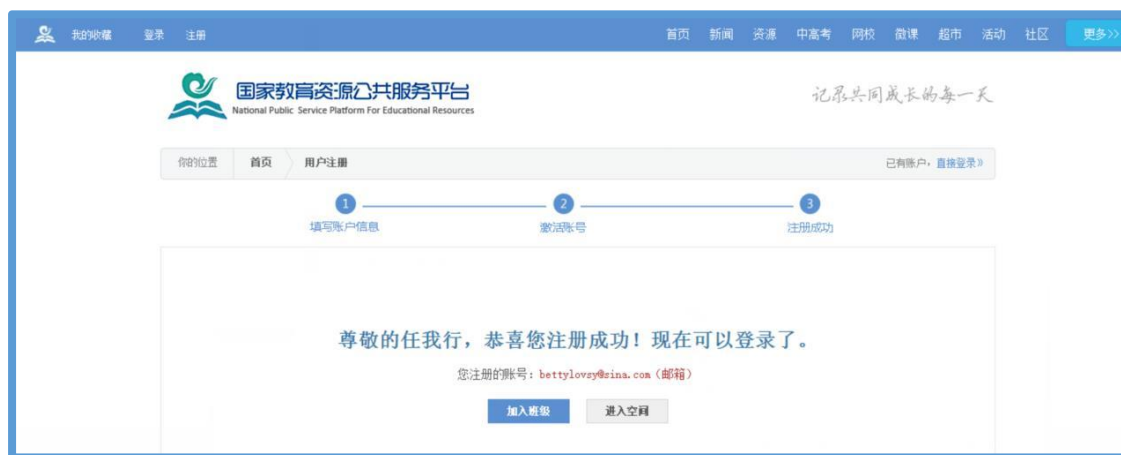 我的收藏 登录 注册 首页 新闻 资源 中高考 网校 微课 超市 活动 社区 更多>>
国家教育资源公共服务平台
National Public Service Platform For Educational Resources
记录共同成长的每一天
你的位置 首页 用户注册 已有账户，直接登录》
1 2 3
填写账户信息 激活账号 注册成功
尊敬的任我行，恭喜您注册成功！现在可以登录了。
您注册的账号：bettylovsy@sina.com（邮箱）
加入班级 进入空间